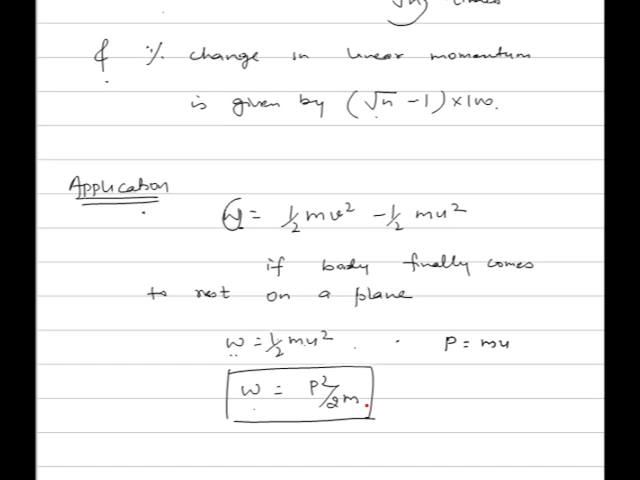 & % change in linear momentum
is given by (√n - 1) × 100.
Application
W = 1/2 mv² - 1/2 mu²
if body finally comes
to rest on a plane
W = 1/2 mu² . P = mu
W = P²/2m.